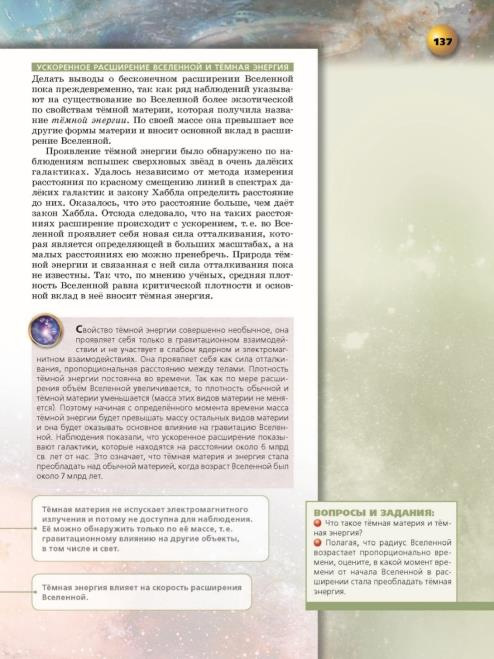 137
УСКОРЕННОЕ РАСШИРЕНИЕ ВСЕЛЕННОЙ И ТЁМНАЯ ЭНЕРГИЯ
Делать выводы о бесконечном расширении Вселенной
пока преждевременно, так как ряд наблюдений указыва-
ют на существование во Вселенной более экзотической
по свойствам тёмной материи, которая получила назва-
ние тёмной энергии. По своей массе она превышает все
другие формы материи и вносит основной вклад в расши-
рение Вселенной.
Проявление тёмной энергии было обнаружено по на-
блюдениям вспышек сверхновых звёзд в очень далёких
галактиках. Удалось независимо от метода измерения
расстояния по красному смещению линий в спектрах да-
лёких галактик и закону Хаббла определить расстояние
до них. Оказалось, что это расстояние больше, чем даёт
закон Хаббла. Отсюда следовало, что на таких расстоя-
ниях расширение происходит с ускорением, т. е. во Все-
ленной проявляет себя новая сила отталкивания, кото-
рая является определяющей в больших масштабах, а на
малых расстояниях ею можно пренебречь. Природа тём-
ной энергии и связанная с ней сила отталкивания пока
не известны. Так что, по мнению учёных, средняя плот-
ность Вселенной равна критической плотности и основ-
ной вклад в неё вносит тёмная энергия.
Свойство тёмной энергии совершенно необычное, она
проявляет себя только в гравитационном взаимодей-
ствии и не участвует в слабом ядерном и электромаг-
нитном взаимодействиях. Она проявляет себя как сила отталки-
вания, пропорциональная расстоянию между телами. Плотность
тёмной энергии постоянна во времени. Так как по мере расши-
рения объём Вселенной увеличивается, то плотность обычной и
тёмной материи уменьшается (масса этих видов материи не меня-
ется). Поэтому начиная с определённого момента времени масса
тёмной энергии будет превышать массу остальных видов материи
и она будет оказывать основное влияние на гравитацию Вселен-
ной. Наблюдения показали, что ускоренное расширение показы-
вают галактики, которые находятся на расстоянии около 6 млрд
св. лет от нас. Это означает, что тёмная материя и энергия стала
преобладать над обычной материей, когда возраст Вселенной был
около 7 млрд лет.
Тёмная материя не испускает электромагнитного
излучения и потому не доступна для наблюдения.
Её можно обнаружить только по её массе, т. е.
гравитационному влиянию на другие объекты,
в том числе и свет.
Тёмная энергия влияет на скорость расширения
Вселенной.
ВОПРОСЫ И ЗАДАНИЯ:
Что такое тёмная материя и тём-
ная энергия?
Полагая, что радиус Вселенной
возрастает пропорционально вре-
мени, оцените, в какой момент вре-
мени от начала Вселенной в рас-
ширении стала преобладать тёмная
энергия.